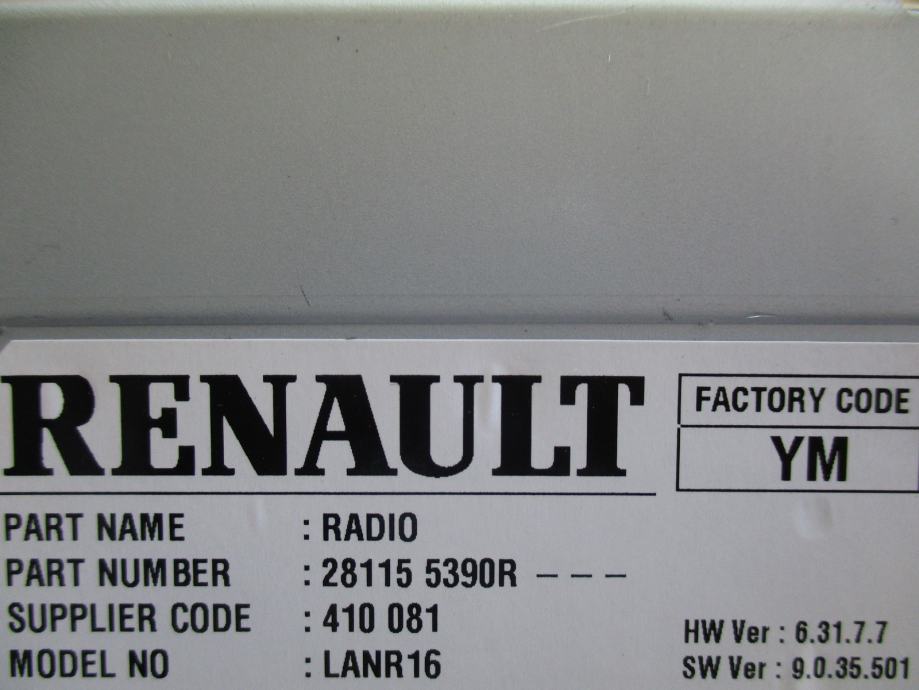 RENAULT
FACTORY CODE
YM
PART NAME : RADIO
PART NUMBER : 28115 5390R - - -
SUPPLIER CODE : 410 081
MODEL NO : LANR16
HW Ver : 6.31.7.7
SW Ver : 9.0.35.501